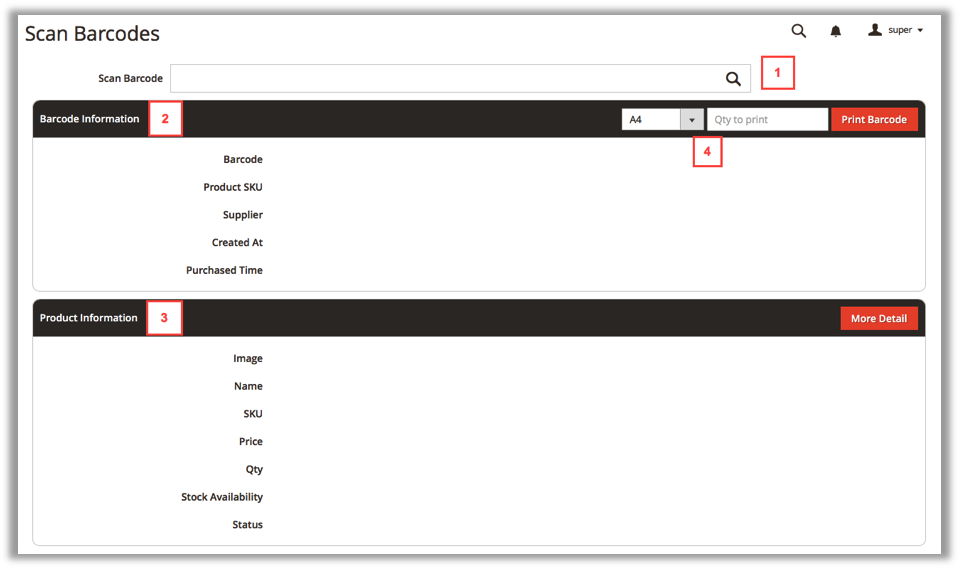 Scan Barcodes
super
Scan Barcode
1
Barcode Information 2 A4 Qty to print Print Barcode
4
Barcode
Product SKU
Supplier
Created At
Purchased Time
Product Information 3 More Detail
Image
Name
SKU
Price
Qty
Stock Availability
Status